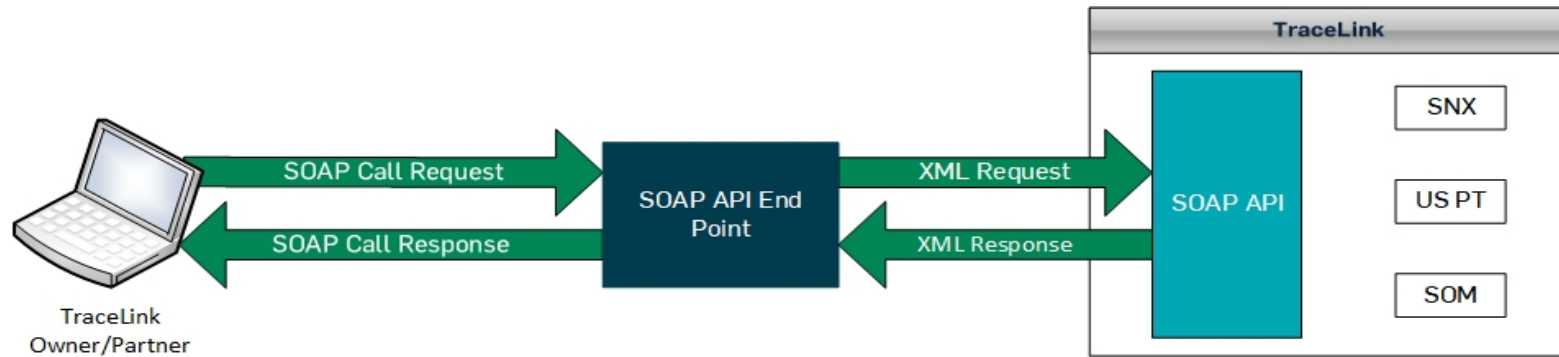 TraceLink
SNX
SOAP Call Request
XML Request
SOAP API End
Point
SOAP API
US PT
SOAP Call Response
XML Response
SOM
TraceLink
Owner/Partner